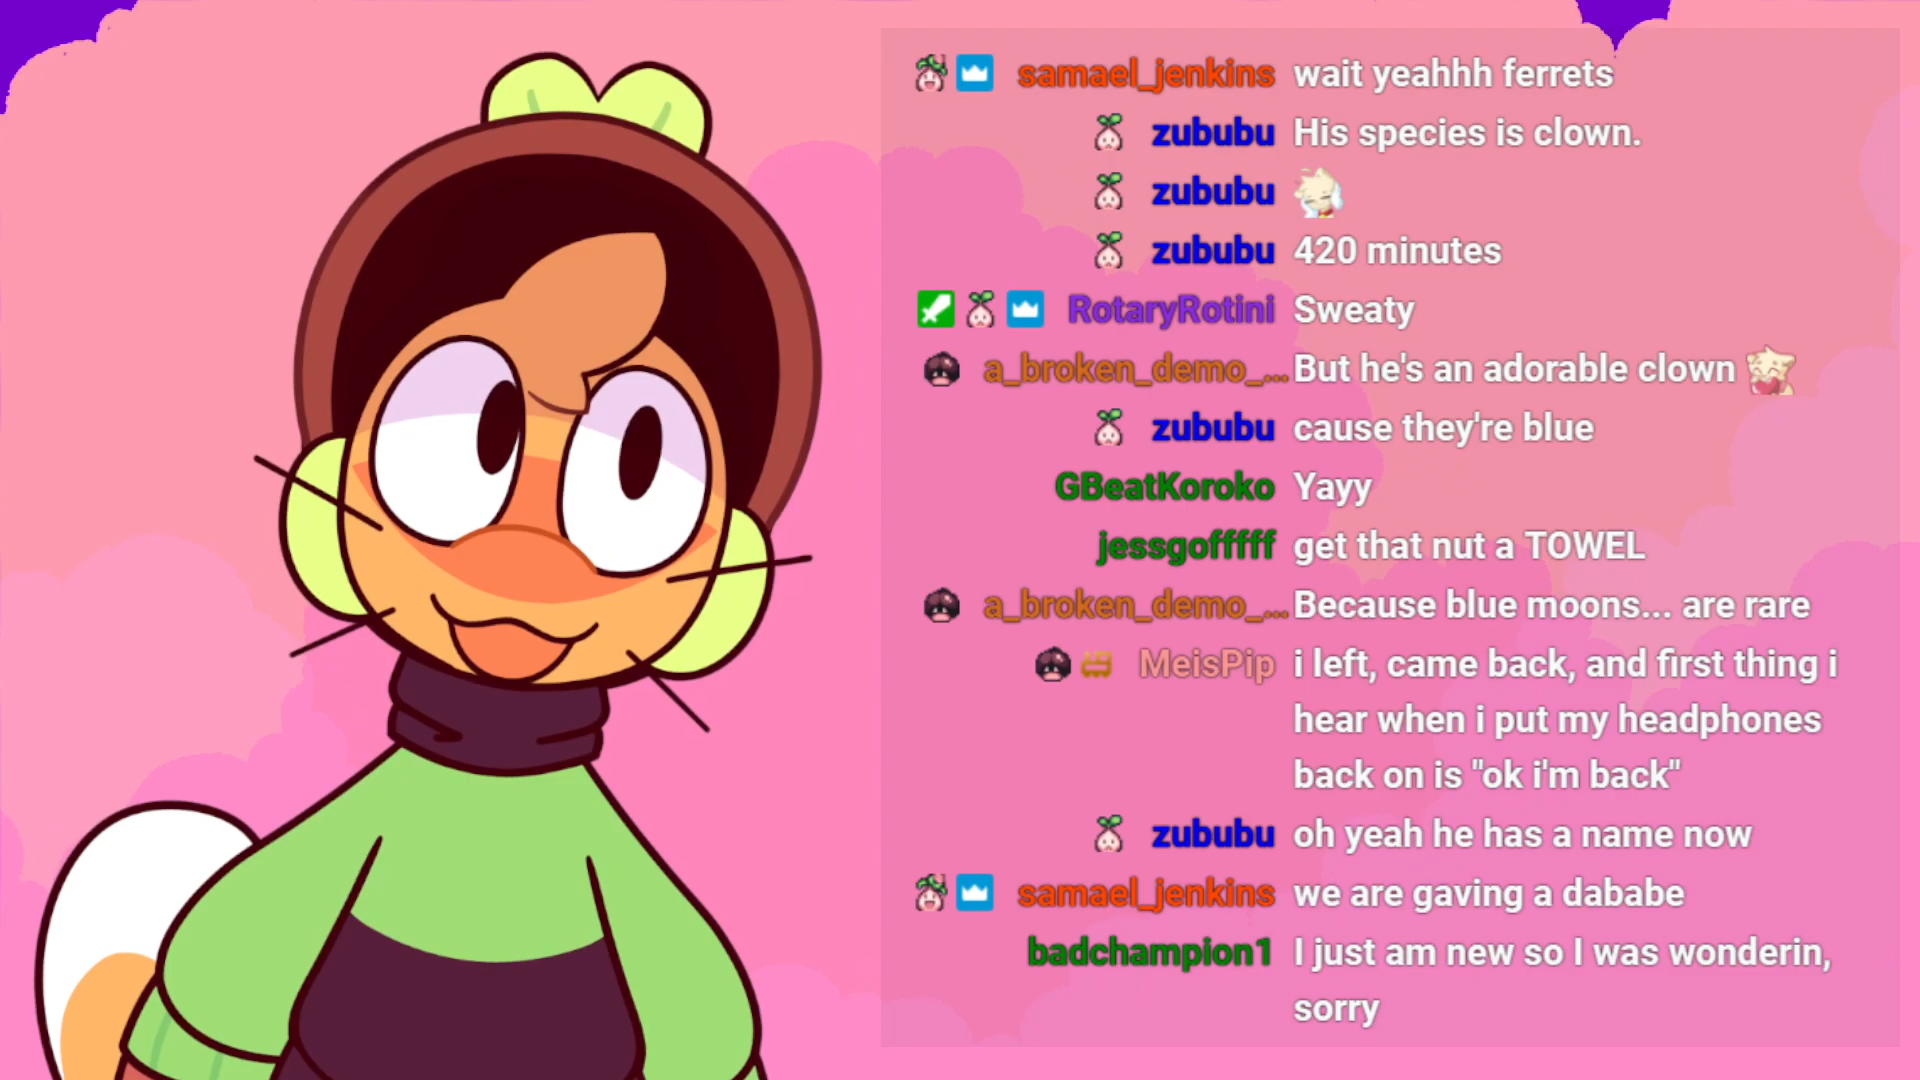 samael_jenkins wait yeahhh ferrets
zububu His species is clown.
zububu
zububu 420 minutes
RotaryRotini Sweaty
a_broken_demo_... But he's an adorable clown
zububu cause they're blue
GBeatKoroko Yayy
jessgofffff get that nut a TOWEL
a_broken_demo_... Because blue moons... are rare
MeisPip i left, came back, and first thing i
hear when i put my headphones
back on is "ok i'm back"
zububu oh yeah he has a name now
samael_jenkins we are gaving a dababe
badchampion1 I just am new so I was wonderin,
sorry